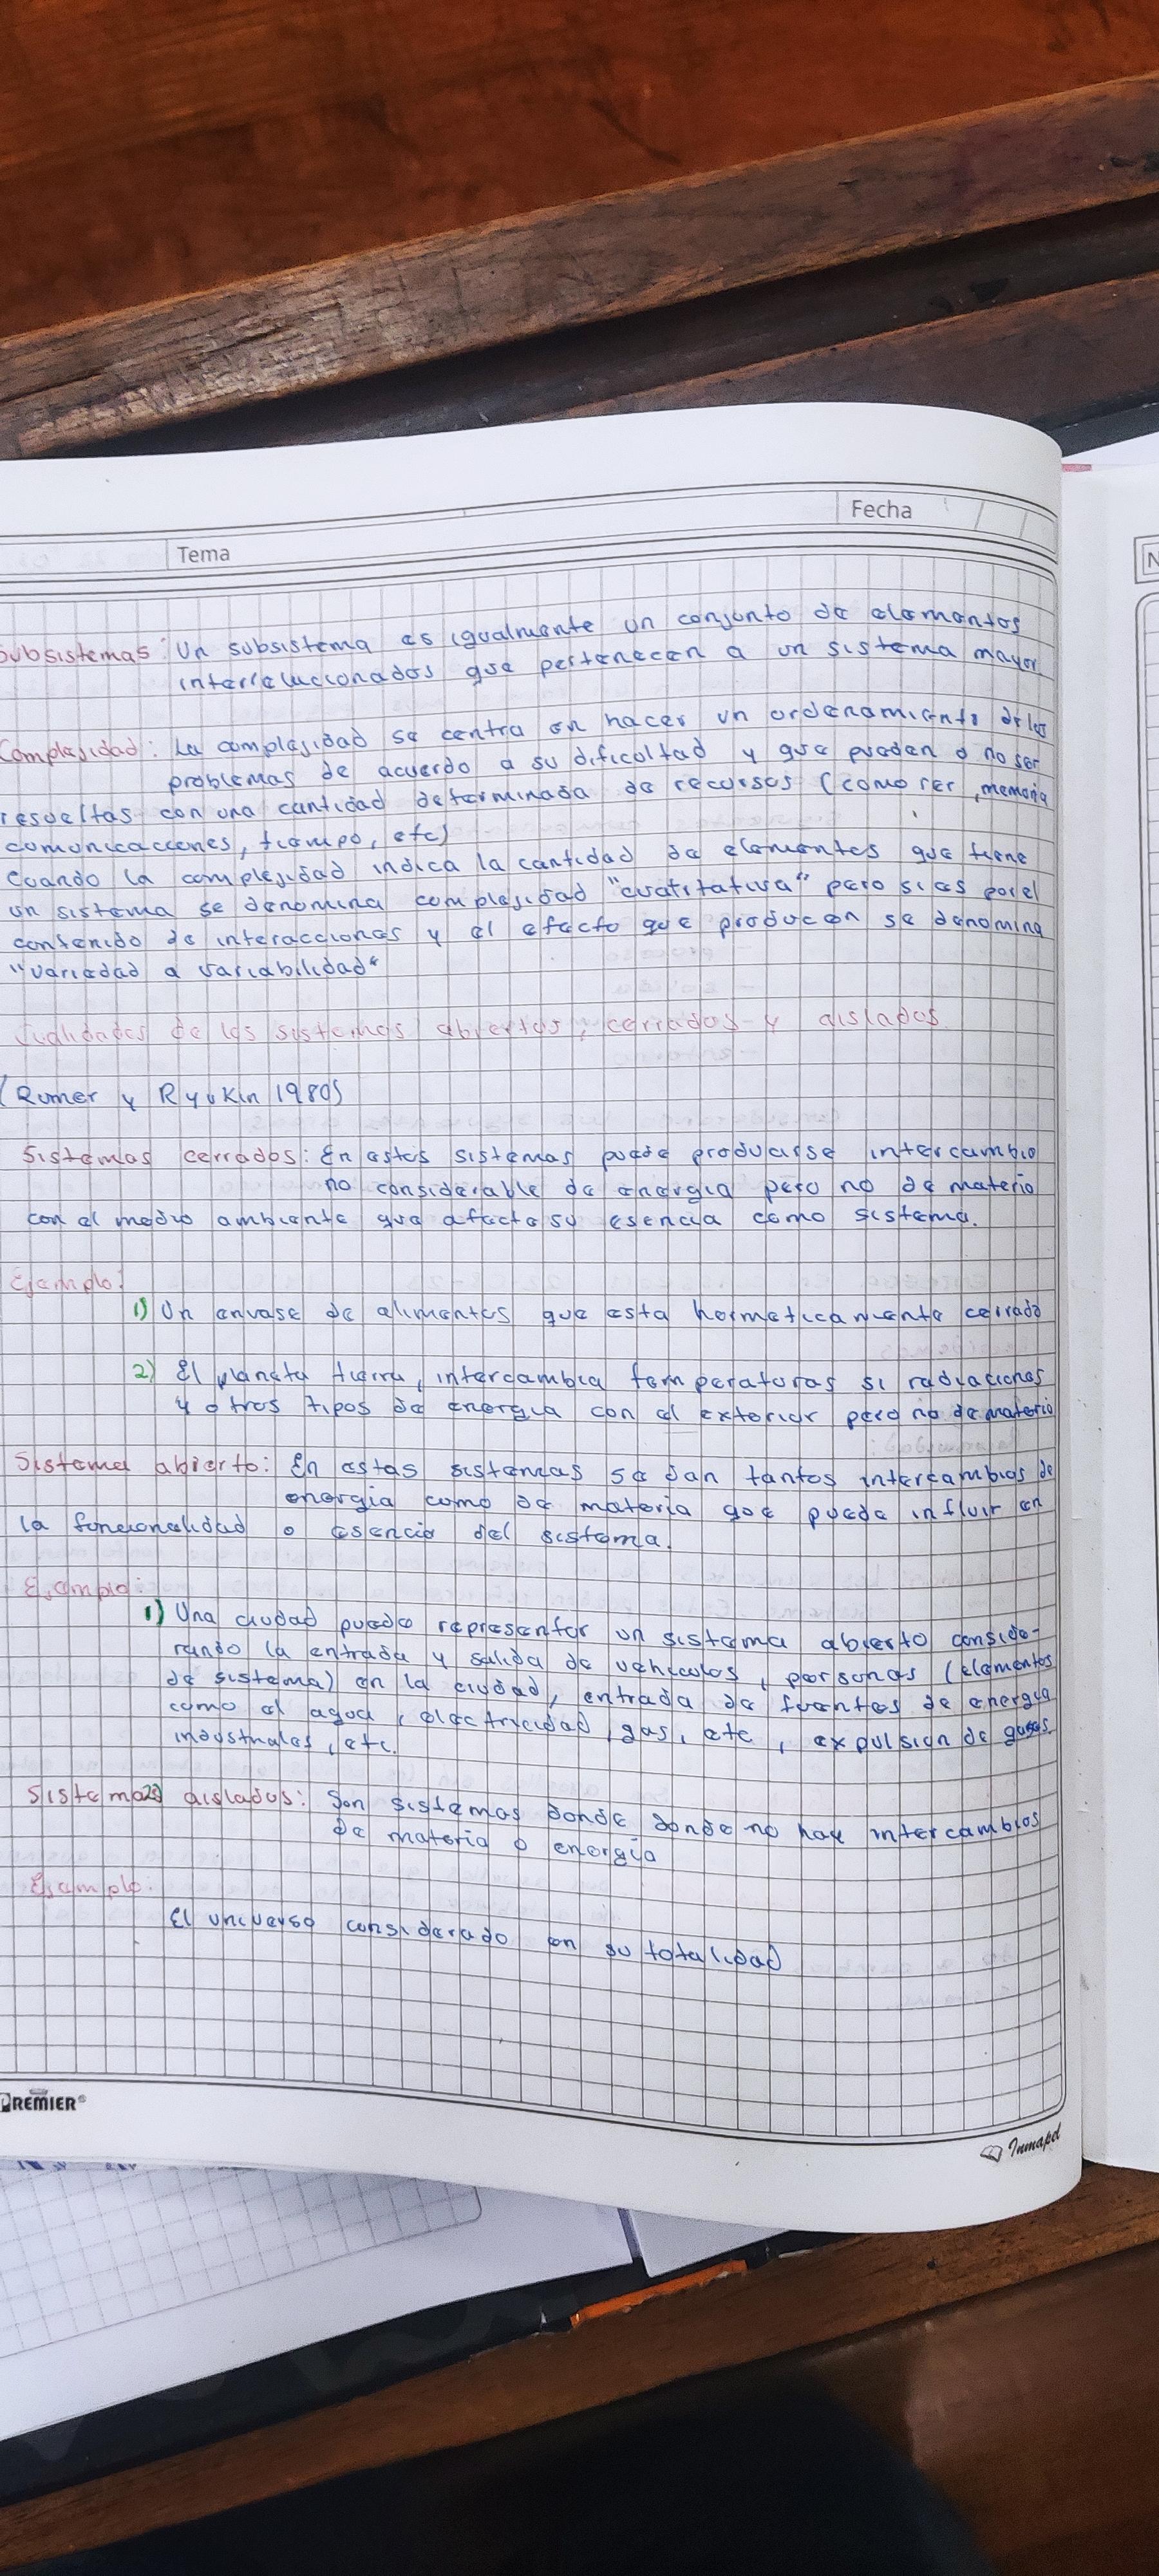 Fecha
Tema
Subsistemas: Un subsistema es igualmente un conjunto de elementos
interrelacionados que pertenecen a un sistema mayor.
Complejidad: La complejidad se centra en hacer un ordenamiento de los
problemas de acuerdo a su dificultad y que puedan o no ser
resueltas con una cantidad determinada de recursos (como ser, memoria
comunicaciones, tiempo, etc)
Cuando la complejidad indica la cantidad de elementos que tiene
un sistema se denomina complejidad "cuatitativa" pero si es por el
contenido de interacciones y el efecto que producen se denomina
"variedad a variabilidad"
Cualidades de los sistemas abiertos, cerrados y aislados
(Rumer y Ryvkin 1980)
Sistemas cerrados: En estos sistemas puede producirse intercambio
no considerable de energia pero no de materia
con el medio ambiente que afecte su esencia como sistema.
Ejemplo:
1) Un envase de alimentos que esta hermeticamente cerrado
2) El planeta tierra, intercambia temperaturas si radiaciones
y otros tipos de energia con el exterior pero no de materia
Sistema abierto: En estas sistemas se dan tantos intercambios de
energia como de materia que puede influir en
la funcionalidad o esencia del sistema.
Ejemplo:
1) Una ciudad puede representar un sistema abierto conside-
rando la entrada y salida de vehiculos, personas (elementos
de sistema) en la ciudad, entrada de fuentes de energia
como el agua, electricidad, gas, etc, expulsion de gases
industriales, etc.
Sistemas aislados: Son sistemas donde donde no hay intercambios
de materia o energia
Ejemplo:
El universo considerado en su totalidad
PREMIER
Inmapel
N